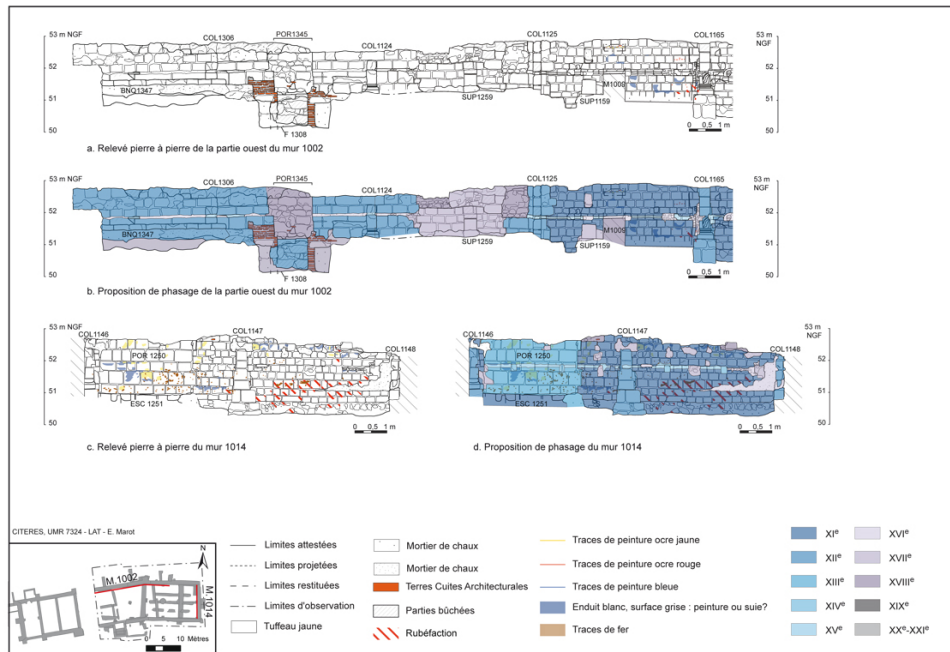 53 m NGF
COL1306
POR1345
COL1124
COL1125
COL1165
53 m NGF
52
52
BNQ1347
M1009
51
51
SUP1259
SUP1159
50
F 1308
0 0,5 1 m
50
a. Relevé pierre à pierre de la partie ouest du mur 1002
53 m NGF
COL1306
POR1345
COL1124
COL1125
COL1165
53 m NGF
52
52
BNQ1347
M1009
51
51
SUP1259
SUP1159
50
F 1308
0 0,5 1 m
50
b. Proposition de phasage de la partie ouest du mur 1002
53 m NGF
COL1146
COL1147
COL1148
52
POR 1250
51
ESC 1251
50
0 0,5 1 m
c. Relevé pierre à pierre du mur 1014
COL1146
COL1147
53 m NGF
COL1148
52
POR 1250
51
ESC 1251
50
0 0,5 1 m
d. Proposition de phasage du mur 1014
CITERES, UMR 7324 - LAT - E. Marot
M.1002
N
M.1014
0 5 10 Mètres
Limites attestées
Limites projetées
Limites restituées
Limites d'observation
Tuffeau jaune
Mortier de chaux
Mortier de chaux
Terres Cuites Architecturales
Parties bûchées
Rubéfaction
Traces de peinture ocre jaune
Traces de peinture ocre rouge
Traces de peinture bleue
Enduit blanc, surface grise : peinture ou suie?
Traces de fer
XIe
XVIe
XIIe
XVIIe
XIIIe
XVIIIe
XIVe
XIXe
XVe
XXe-XXIe